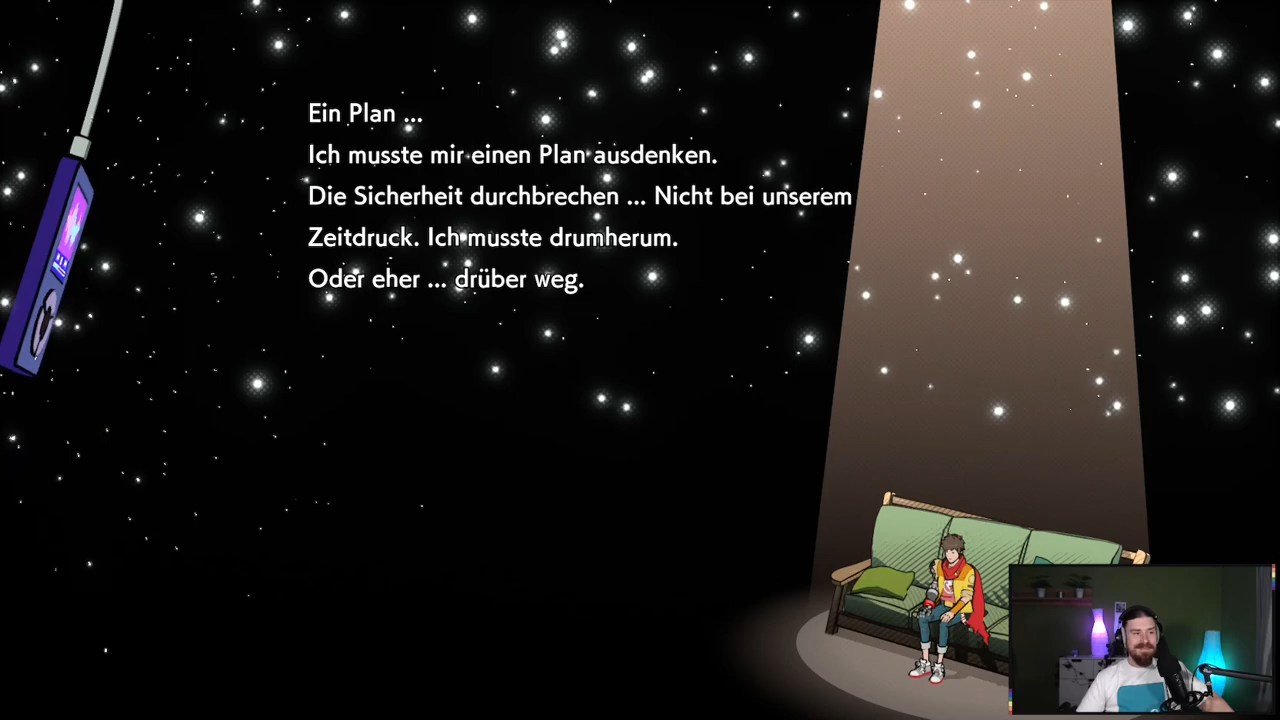 Ein Plan ...
Ich musste mir einen Plan ausdenken.
Die Sicherheit durchbrechen ... Nicht bei unserem
Zeitdruck. Ich musste drumherum.
Oder eher ... drüber weg.